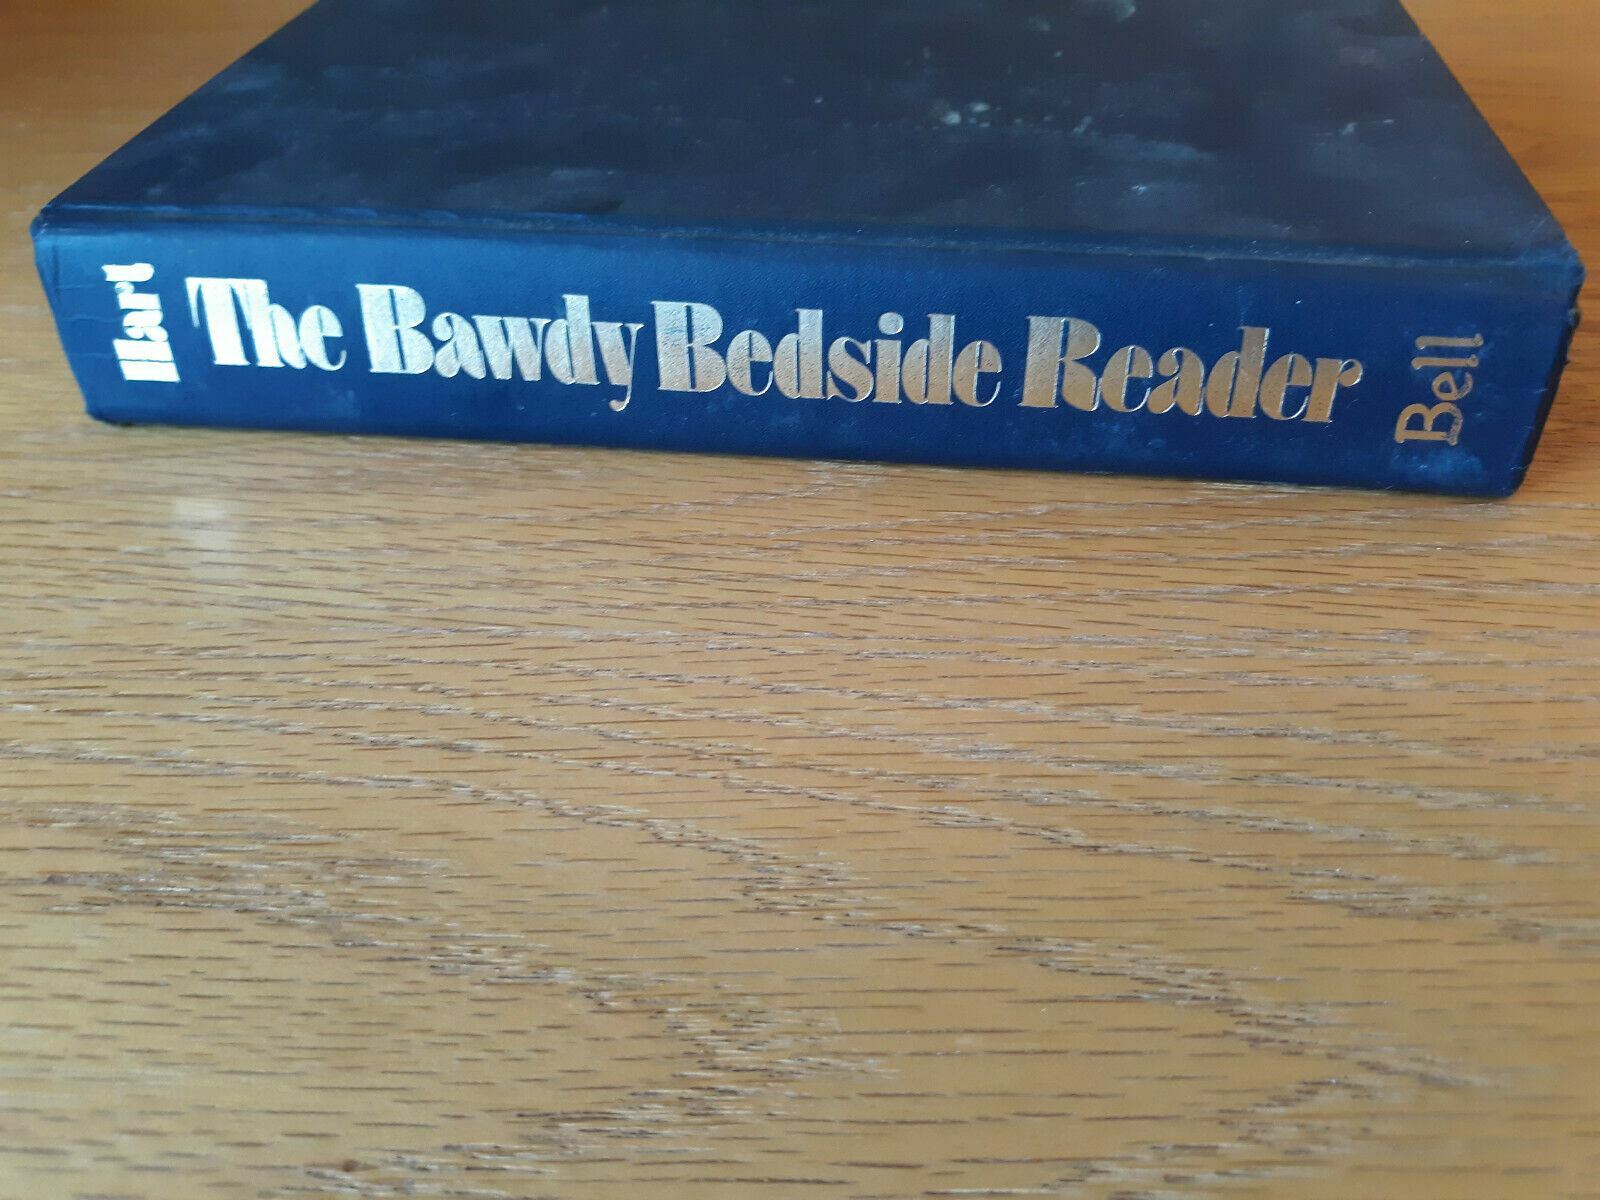 Hart
The Bawdy Bedside Reader
Bell